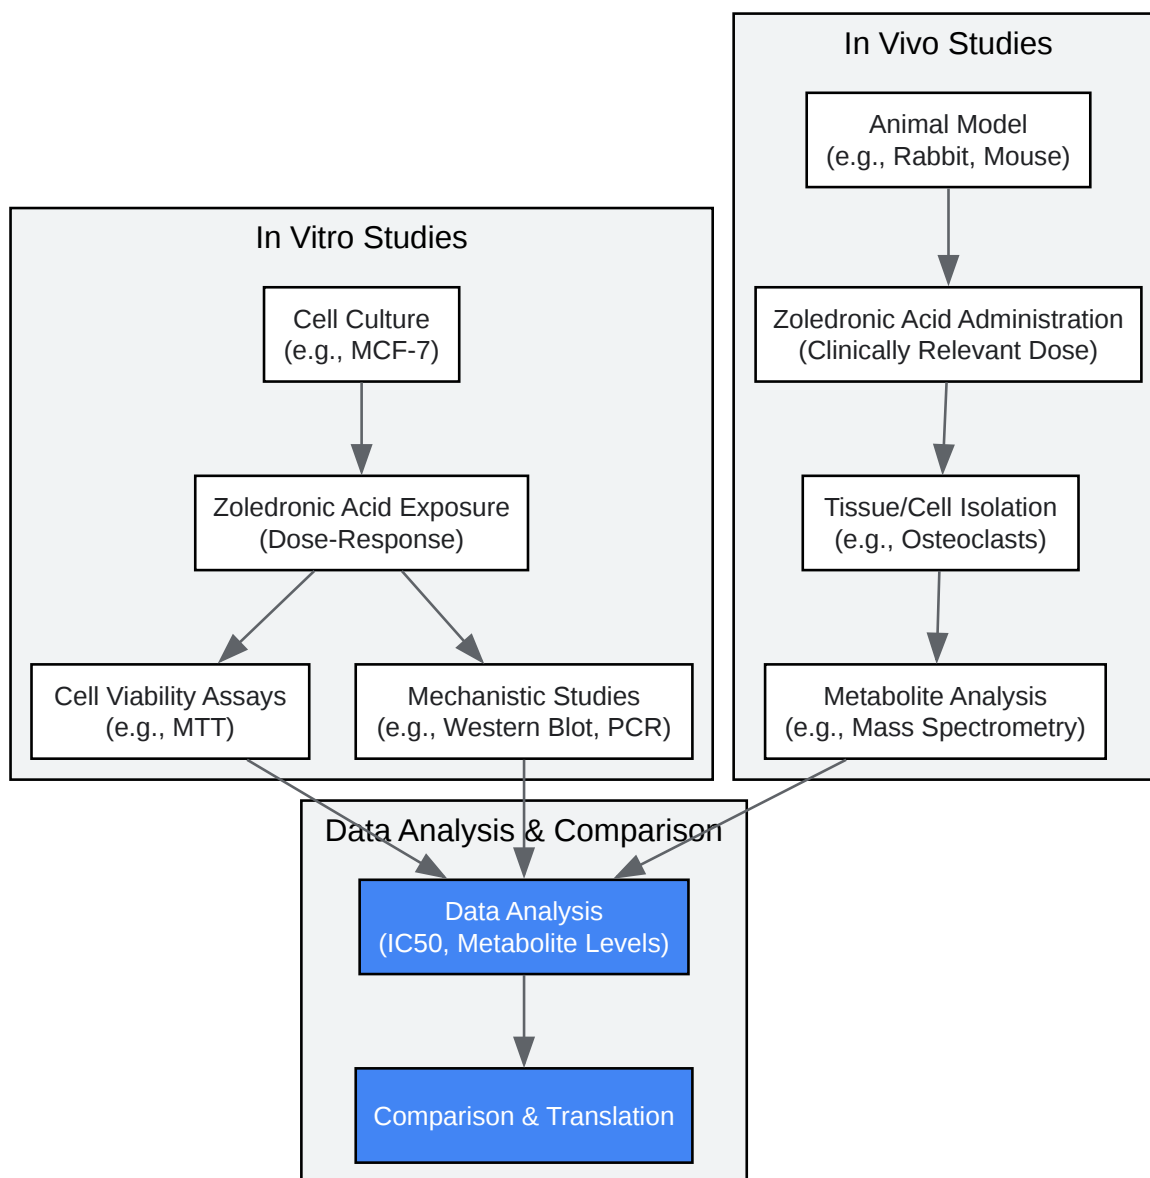 In Vivo Studies
Animal Model
(e.g., Rabbit, Mouse)
Zoledronic Acid Administration
(Clinically Relevant Dose)
Tissue/Cell Isolation
(e.g., Osteoclasts)
Metabolite Analysis
(e.g., Mass Spectrometry)
In Vitro Studies
Cell Culture
(e.g., MCF-7)
Zoledronic Acid Exposure
(Dose-Response)
Cell Viability Assays
(e.g., MTT)
Mechanistic Studies
(e.g., Western Blot, PCR)
Data Analysis & Comparison
Data Analysis
(IC50, Metabolite Levels)
Comparison & Translation